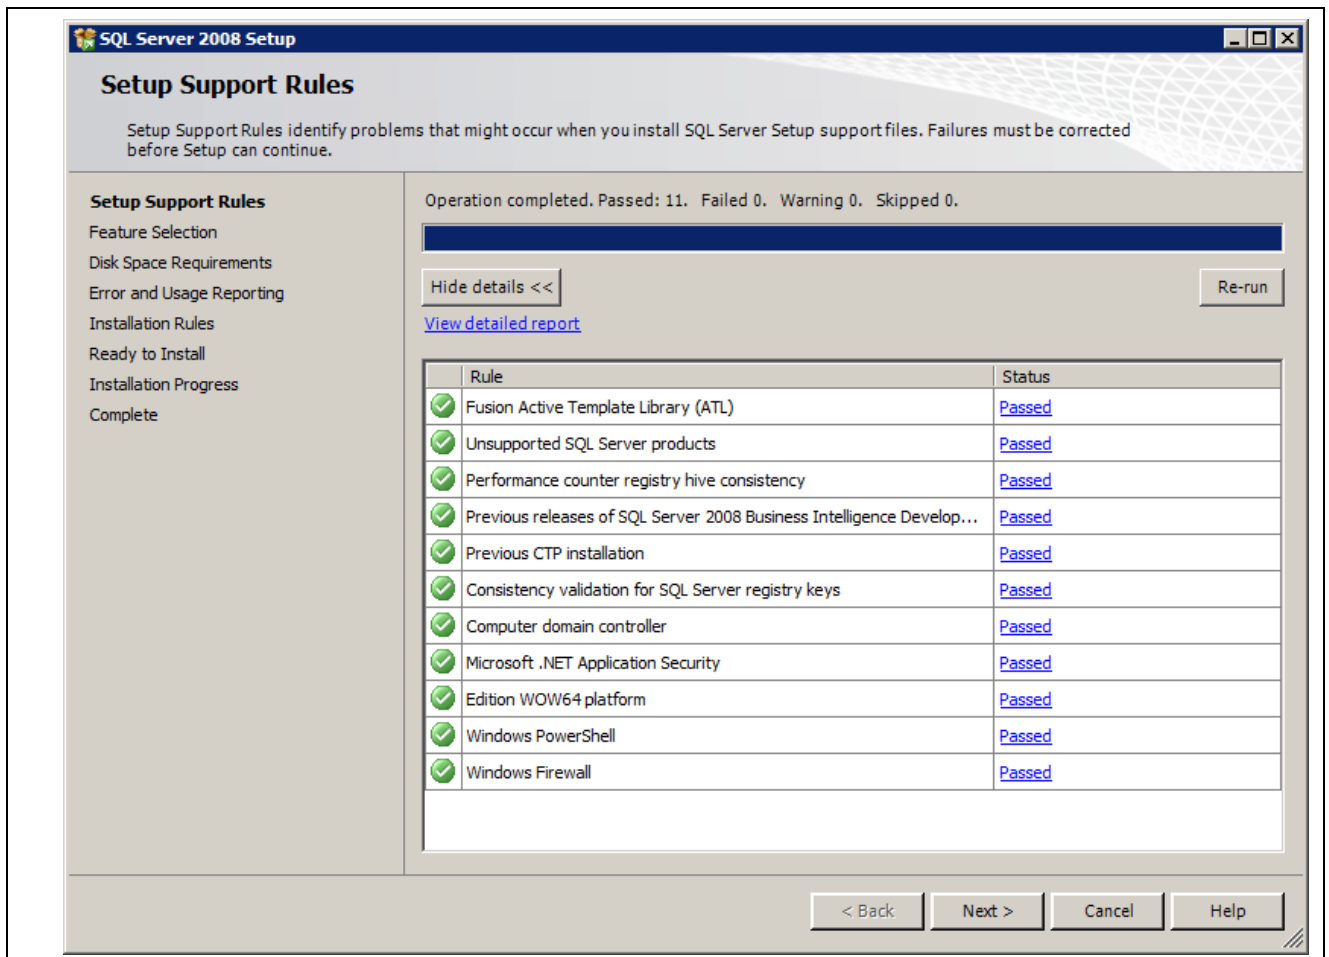 SQL Server 2008 Setup
Setup Support Rules
Setup Support Rules identify problems that might occur when you install SQL Server Setup support files. Failures must be corrected
before Setup can continue.
Setup Support Rules
Feature Selection
Disk Space Requirements
Error and Usage Reporting
Installation Rules
Ready to Install
Installation Progress
Complete
Operation completed. Passed: 11. Failed 0. Warning 0. Skipped 0.
Hide details <<
Re-run
View detailed report
Rule Status
Fusion Active Template Library (ATL) Passed
Unsupported SQL Server products Passed
Performance counter registry hive consistency Passed
Previous releases of SQL Server 2008 Business Intelligence Develop... Passed
Previous CTP installation Passed
Consistency validation for SQL Server registry keys Passed
Computer domain controller Passed
Microsoft .NET Application Security Passed
Edition WOW64 platform Passed
Windows PowerShell Passed
Windows Firewall Passed
< Back Next > Cancel Help